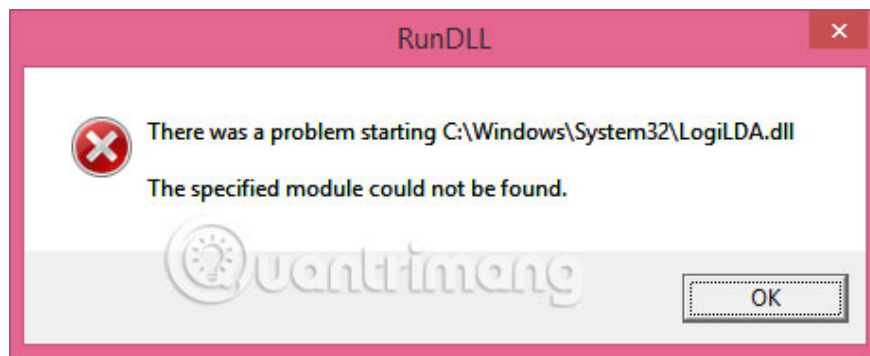 RunDLL
There was a problem starting C:\Windows\System32\LogiLDA.dll
The specified module could not be found.
Quantrimang
OK